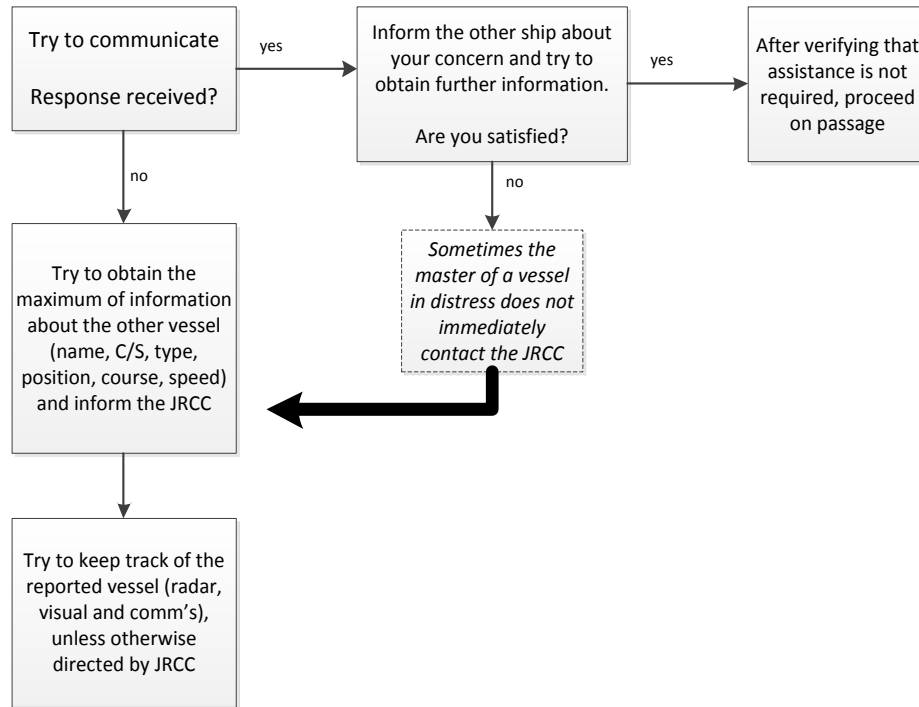 Try to communicate
Response received?
yes
Inform the other ship about
your concern and try to
obtain further information.
Are you satisfied?
yes
After verifying that
assistance is not
required, proceed
on passage
no
no
Try to obtain the
maximum of information
about the other vessel
(name, C/S, type,
position, course, speed)
and inform the JRCC
Sometimes the
master of a vessel
in distress does not
immediately
contact the JRCC
Try to keep track of the
reported vessel (radar,
visual and comm's),
unless otherwise
directed by JRCC